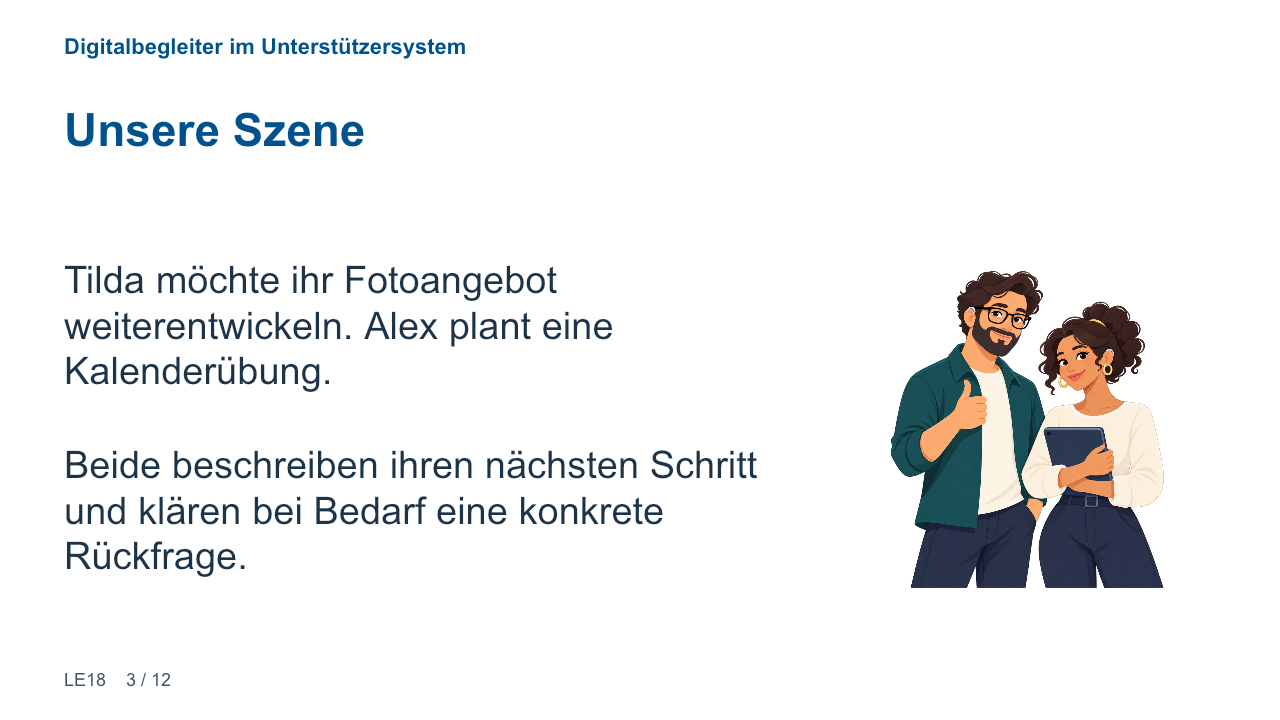 Digitalbegleiter im Unterstützersystem
Unsere Szene
Tilda möchte ihr Fotoangebot
weiterentwickeln. Alex plant eine
Kalenderübung.
Beide beschreiben ihren nächsten Schritt
und klären bei Bedarf eine konkrete
Rückfrage.
LE18 3 / 12